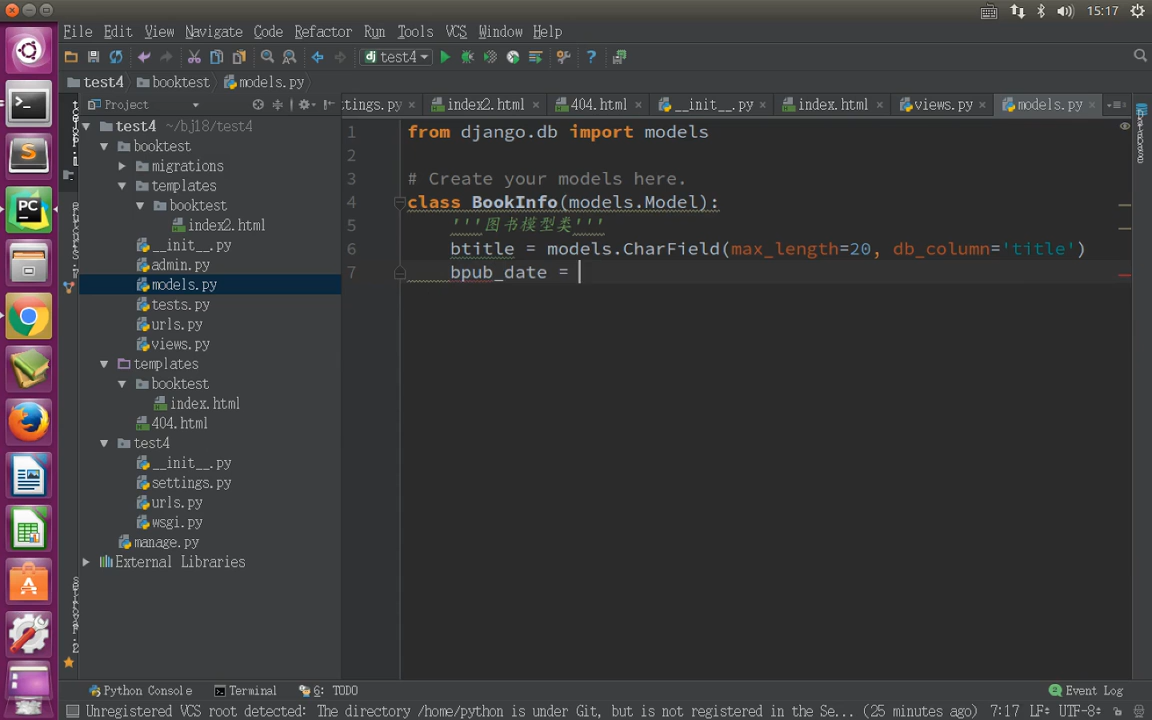 15:17
File Edit View Navigate Code Refactor Run Tools VCS Window Help
dj test4
test4 booktest models.py
Project
ttings.py index2.html 404.html __init__.py index.html views.py models.py
test4 ~/bj18/test4
booktest
migrations
templates
booktest
index2.html
__init__.py
admin.py
models.py
tests.py
urls.py
views.py
templates
booktest
index.html
404.html
test4
__init__.py
settings.py
urls.py
wsgi.py
manage.py
External Libraries
1 from django.db import models
2
3 # Create your models here.
4 class BookInfo(models.Model):
5 '''图书模型类'''
6 btitle = models.CharField(max_length=20, db_column='title')
7 bpub_date =
Python Console Terminal 6: TODO Event Log
Unregistered VCS root detected: The directory /home/python is under Git, but is not registered in the Se... (25 minutes ago) 7:17 LF÷ UTF-8÷